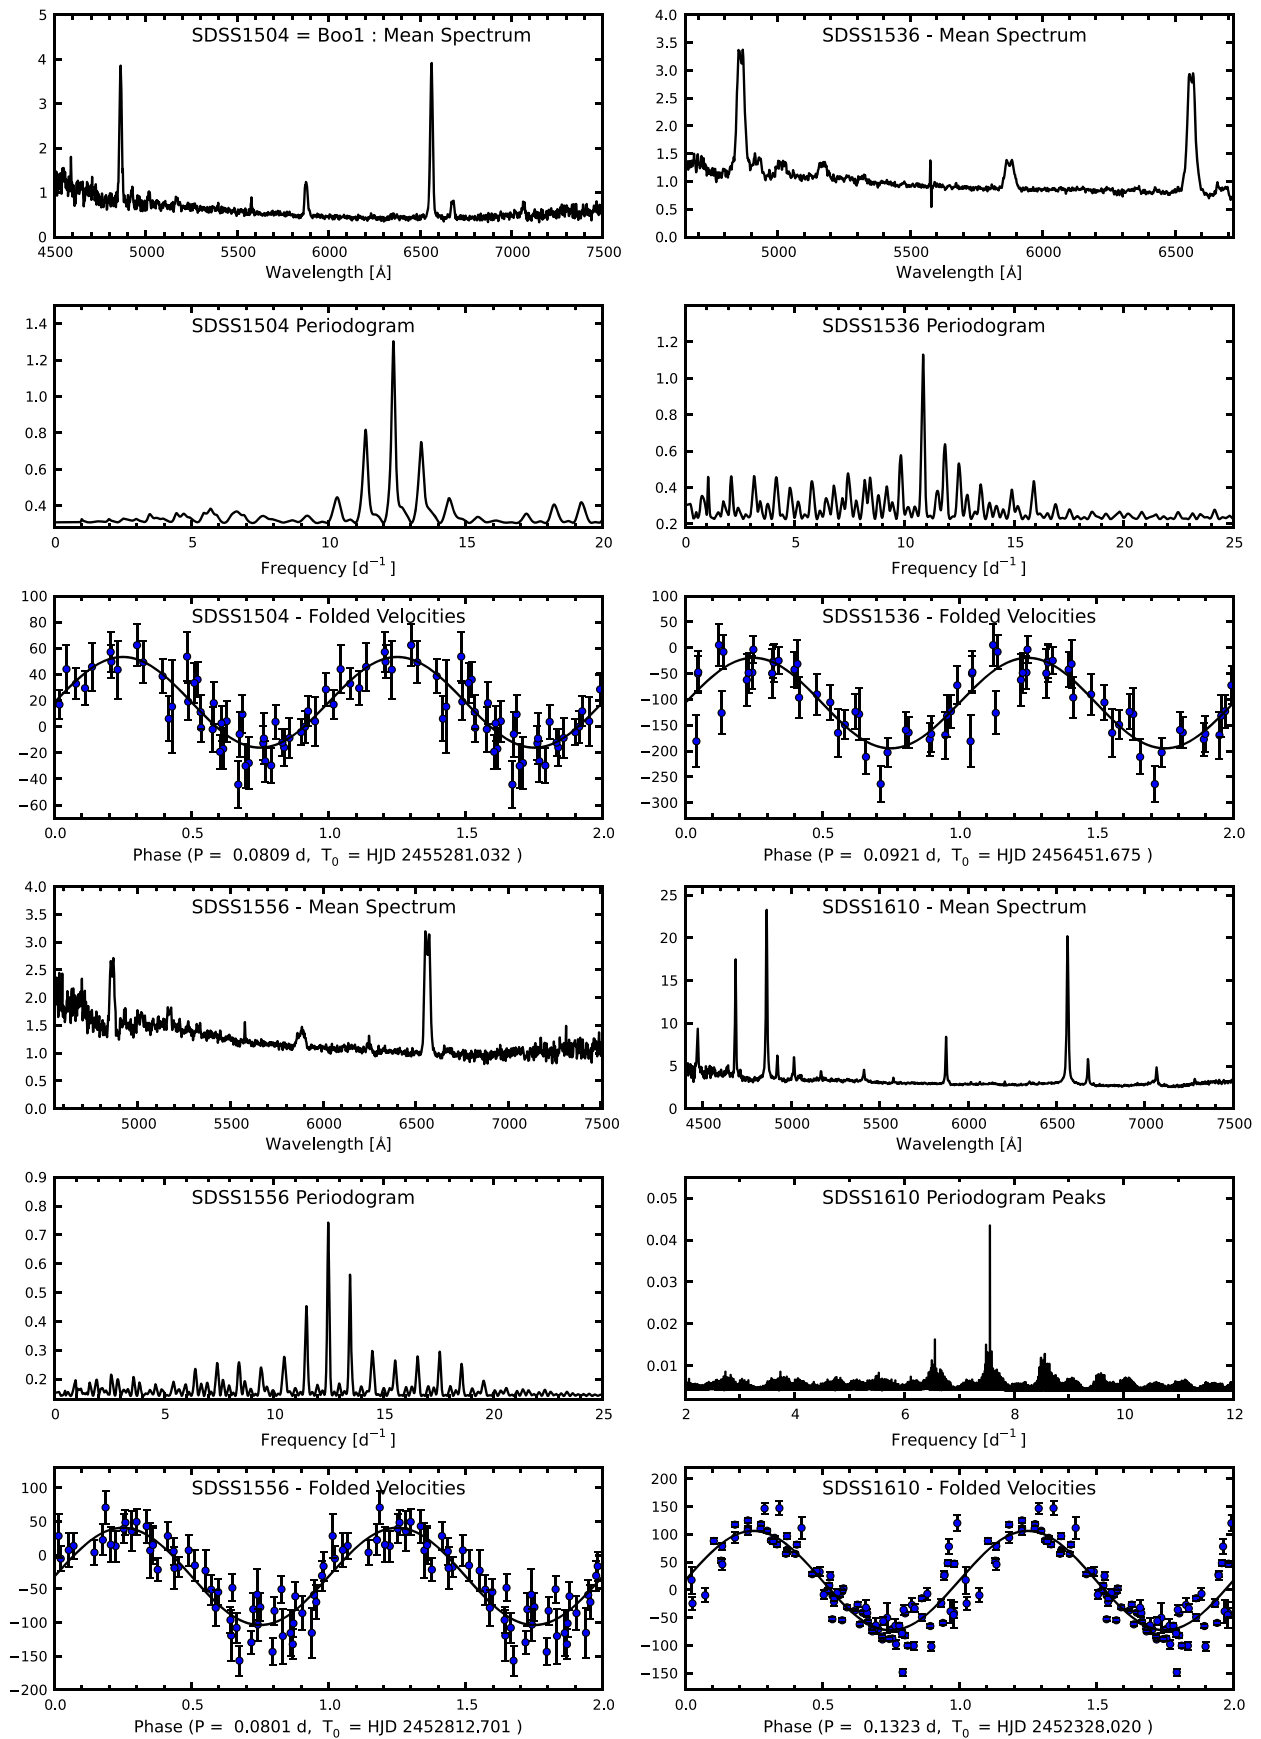 SDSS1504 = Boo1 : Mean Spectrum
5
4
3
2
1
0
4500 5000 5500 6000 6500 7000 7500
Wavelength [Å]
SDSS1536 - Mean Spectrum
4.0
3.5
3.0
2.5
2.0
1.5
1.0
0.5
0.0
5000 5500 6000 6500
Wavelength [Å]
SDSS1504 Periodogram
1.4
1.2
1.0
0.8
0.6
0.4
0 5 10 15 20
Frequency [d⁻¹]
SDSS1536 Periodogram
1.2
1.0
0.8
0.6
0.4
0.2
0 5 10 15 20 25
Frequency [d⁻¹]
SDSS1504 - Folded Velocities
100
80
60
40
20
0
−20
−40
−60
0.0 0.5 1.0 1.5 2.0
Phase (P = 0.0809 d, T₀ = HJD 2455281.032 )
SDSS1536 - Folded Velocities
100
50
0
−50
−100
−150
−200
−250
−300
0.0 0.5 1.0 1.5 2.0
Phase (P = 0.0921 d, T₀ = HJD 2456451.675 )
SDSS1556 - Mean Spectrum
4.0
3.5
3.0
2.5
2.0
1.5
1.0
0.5
0.0
5000 5500 6000 6500 7000 7500
Wavelength [Å]
SDSS1610 - Mean Spectrum
25
20
15
10
5
0
4500 5000 5500 6000 6500 7000 7500
Wavelength [Å]
SDSS1556 Periodogram
0.9
0.8
0.7
0.6
0.5
0.4
0.3
0.2
0 5 10 15 20 25
Frequency [d⁻¹]
SDSS1610 Periodogram Peaks
0.05
0.04
0.03
0.02
0.01
2 4 6 8 10 12
Frequency [d⁻¹]
SDSS1556 - Folded Velocities
100
50
0
−50
−100
−150
−200
0.0 0.5 1.0 1.5 2.0
Phase (P = 0.0801 d, T₀ = HJD 2452812.701 )
SDSS1610 - Folded Velocities
200
150
100
50
0
−50
−100
−150
0.0 0.5 1.0 1.5 2.0
Phase (P = 0.1323 d, T₀ = HJD 2452328.020 )